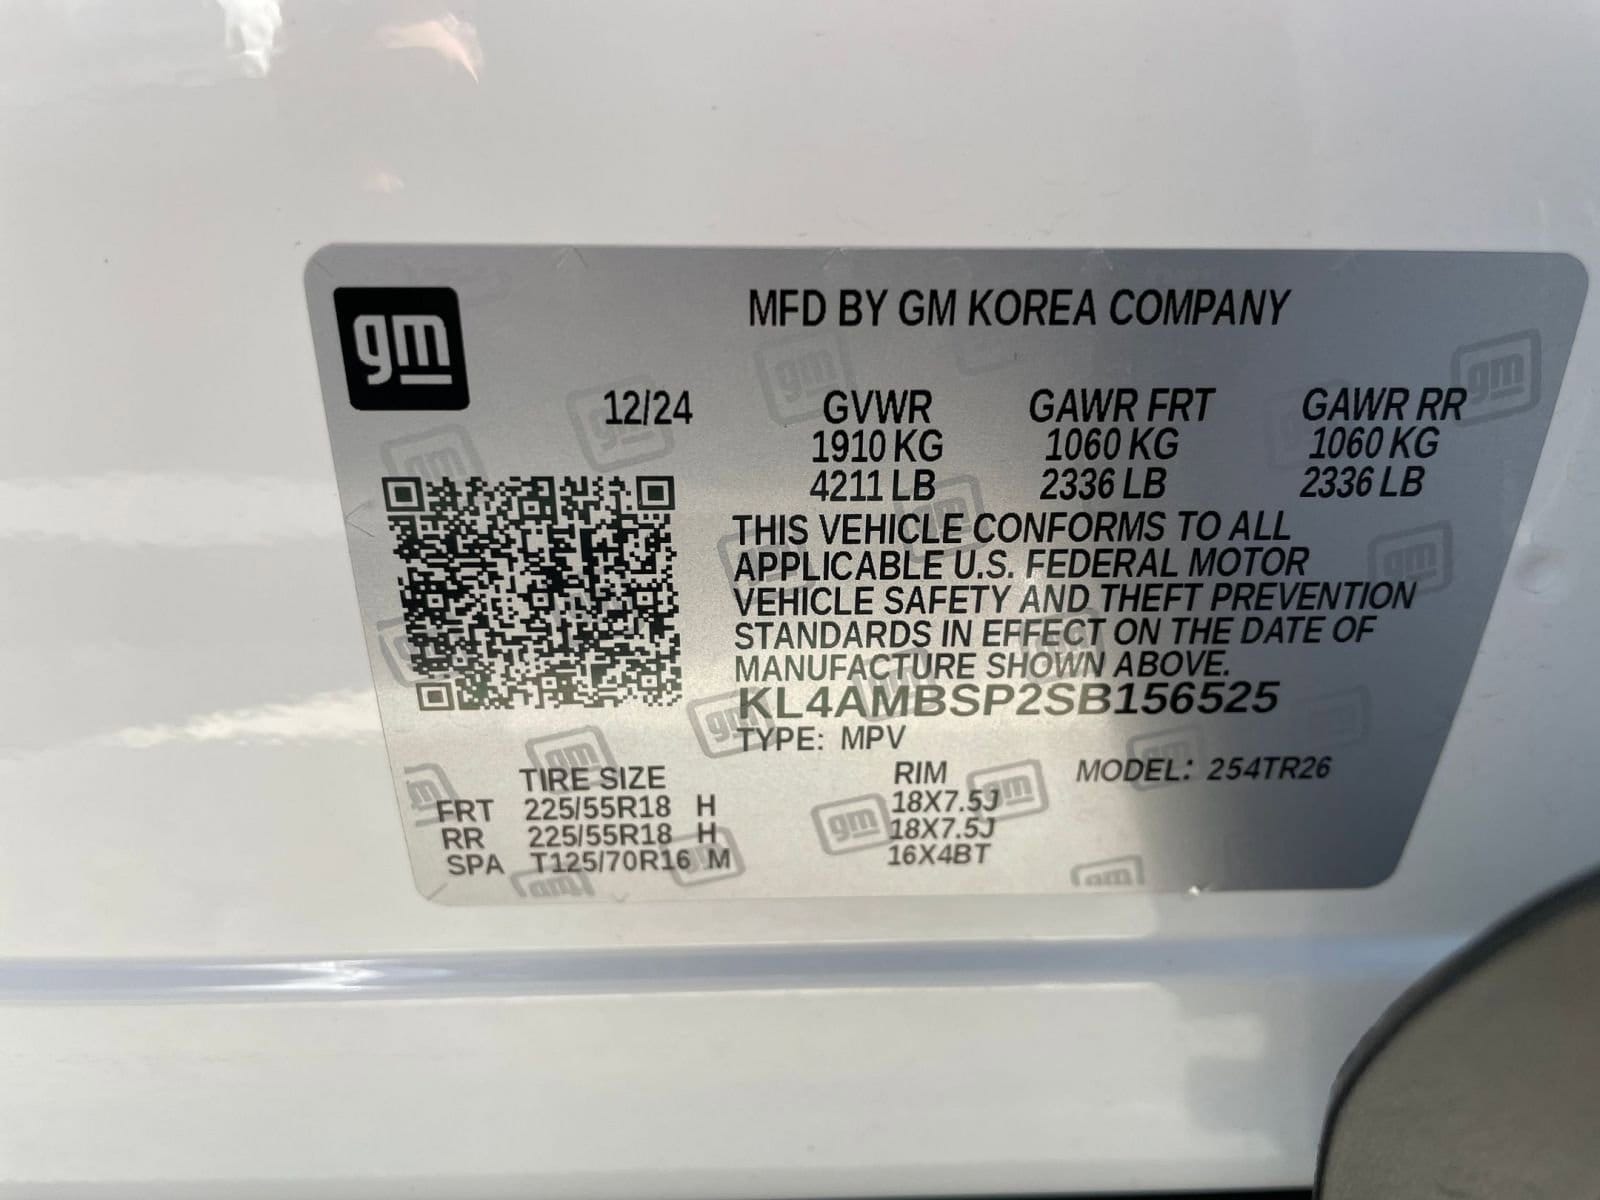 gm
MFD BY GM KOREA COMPANY
12/24 GVWR GAWR FRT GAWR RR
1910 KG 1060 KG 1060 KG
4211 LB 2336 LB 2336 LB
THIS VEHICLE CONFORMS TO ALL
APPLICABLE U.S. FEDERAL MOTOR
VEHICLE SAFETY AND THEFT PREVENTION
STANDARDS IN EFFECT ON THE DATE OF
MANUFACTURE SHOWN ABOVE.
KL4AMBSP2SB156525
TYPE: MPV
TIRE SIZE RIM MODEL: 254TR26
FRT 225/55R18 H 18X7.5J
RR 225/55R18 H 18X7.5J
SPA T125/70R16 M 16X4BT